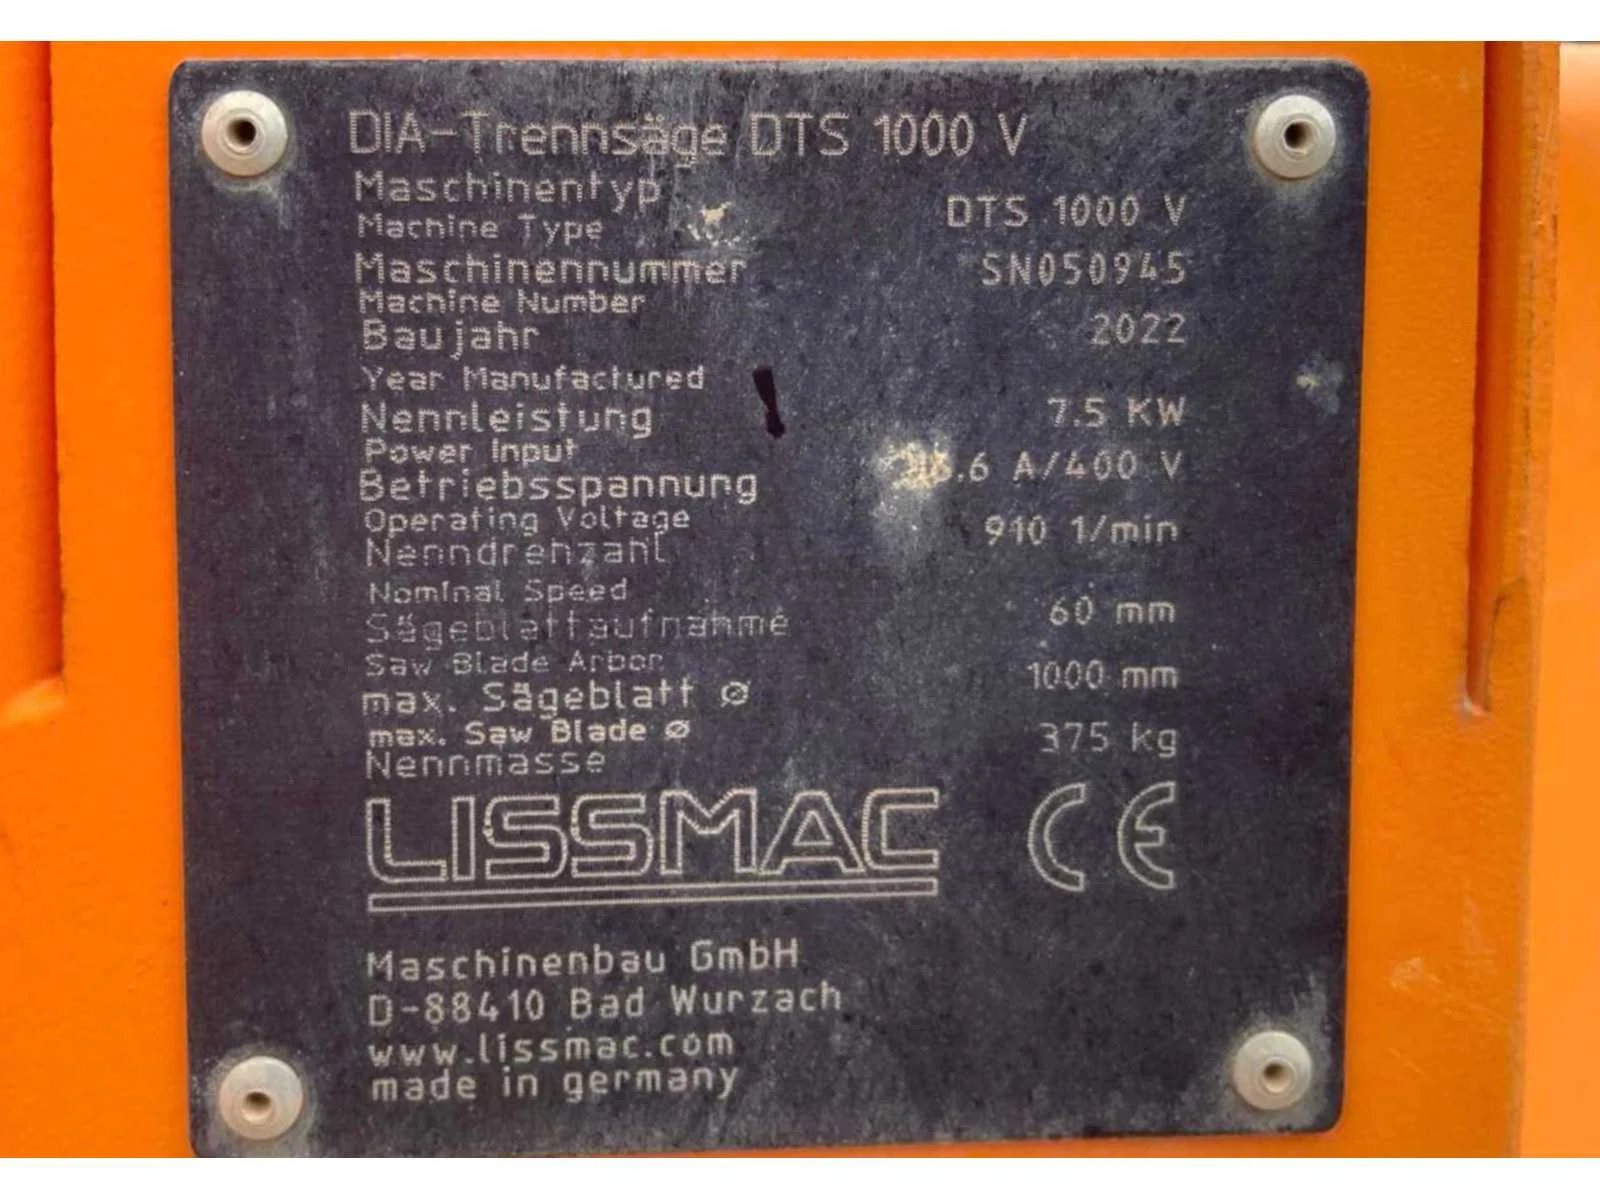 DIA-Trennsäge DTS 1000 V
Maschinentyp
Machine Type DTS 1000 V
Maschinennummer SN050945
Machine Number
Baujahr 2022
Year Manufactured
Nennleistung 7.5 KW
Power Input
Betriebsspannung A/400 V
Operating Voltage
Nenndrehzahl 910 1/min
Nominal Speed
Sägeblattaufnahme 60 mm
Saw Blade Arbor
max. Sägeblatt ⌀ 1000 mm
max. Saw Blade ⌀
Nennmasse 375 kg
LISSMAC CE
Maschinenbau GmbH
D-88410 Bad Wurzach
www.lissmac.com
made in germany